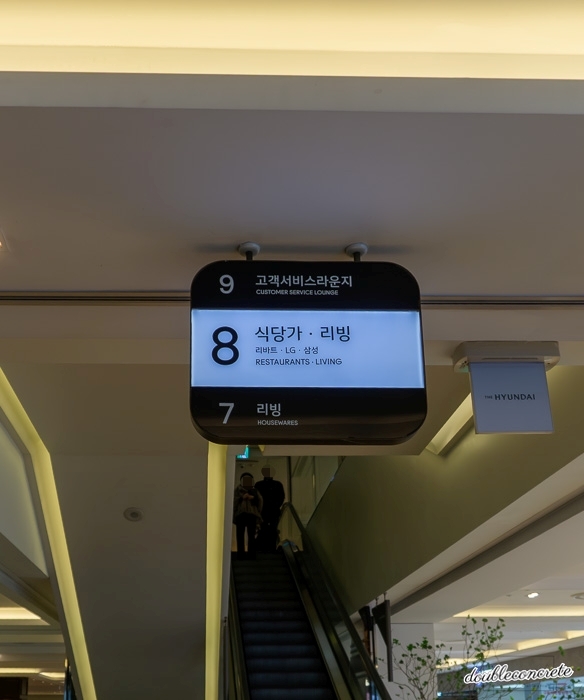 9 고객서비스라운지
CUSTOMER SERVICE LOUNGE
8 식당가 · 리빙
리바트 · LG · 삼성
RESTAURANTS · LIVING
7 리빙
HOUSEWARES
THE HYUNDAI
doubleconcrete